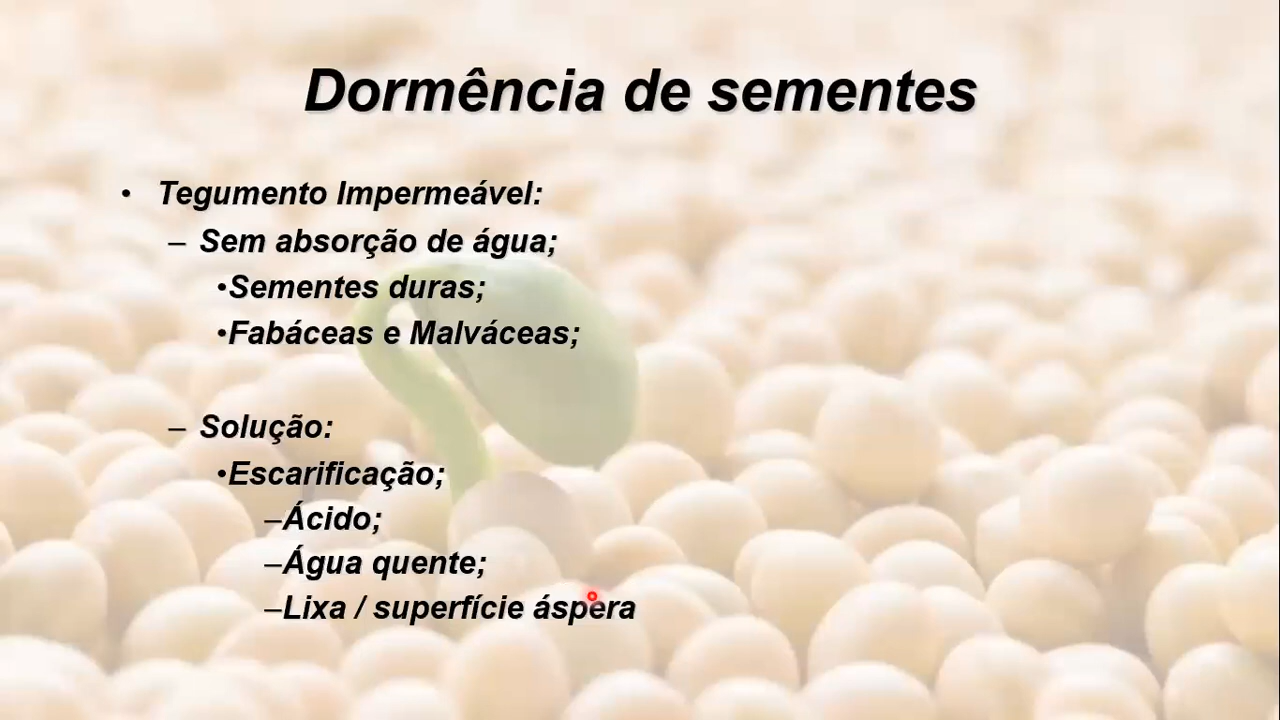 Dormência de sementes
• Tegumento Impermeável:
– Sem absorção de água;
•Sementes duras;
•Fabáceas e Malváceas;
– Solução:
•Escarificação;
–Ácido;
–Água quente;
–Lixa / superfície áspera